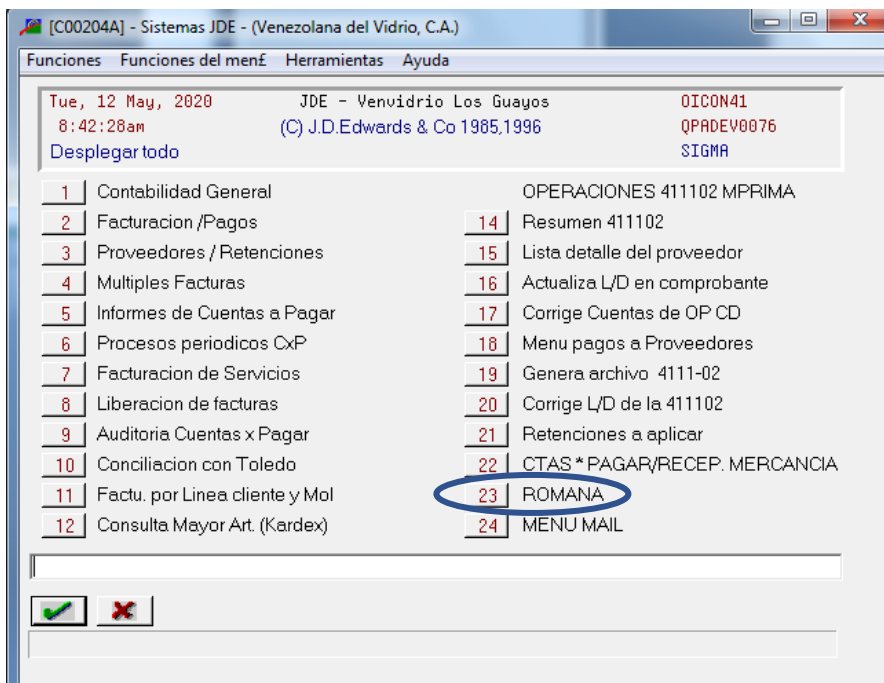 [C00204A] - Sistemas JDE - (Venezolana del Vidrio, C.A.)
Funciones Funciones del men£ Herramientas Ayuda
Tue, 12 May, 2020 JDE - Venvidrio Los Guayos OICON41
8:42:28am (C) J.D.Edwards & Co 1985,1996 QPADEV0076
Desplegar todo SIGMA
1 Contabilidad General OPERACIONES 411102 MPRIMA
2 Facturacion /Pagos 14 Resumen 411102
3 Proveedores / Retenciones 15 Lista detalle del proveedor
4 Multiples Facturas 16 Actualiza L/D en comprobante
5 Informes de Cuentas a Pagar 17 Corrige Cuentas de OP CD
6 Procesos periodicos CxP 18 Menu pagos a Proveedores
7 Facturacion de Servicios 19 Genera archivo 4111-02
8 Liberacion de facturas 20 Corrige L/D de la 411102
9 Auditoria Cuentas x Pagar 21 Retenciones a aplicar
10 Conciliacion con Toledo 22 CTAS * PAGAR/RECEP. MERCANCIA
11 Factu. por Linea cliente y Mol 23 ROMANA
12 Consulta Mayor Art. (Kardex) 24 MENU MAIL